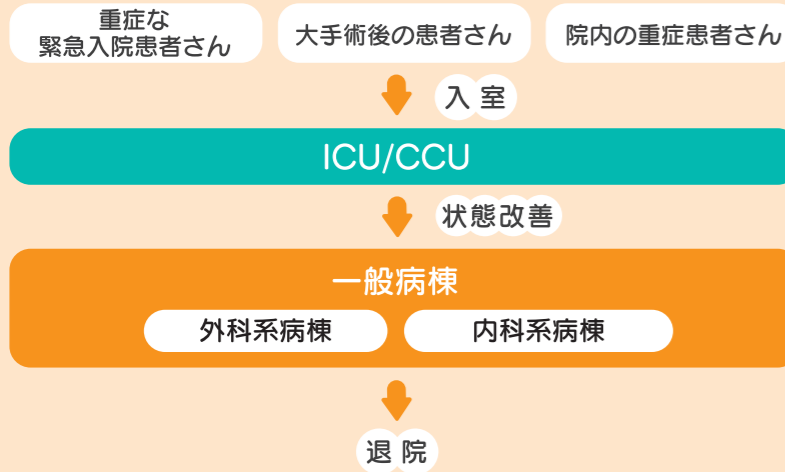 重症な
緊急入院患者さん
大手術後の患者さん
院内の重症患者さん
入室
ICU/CCU
状態改善
一般病棟
外科系病棟
内科系病棟
退院